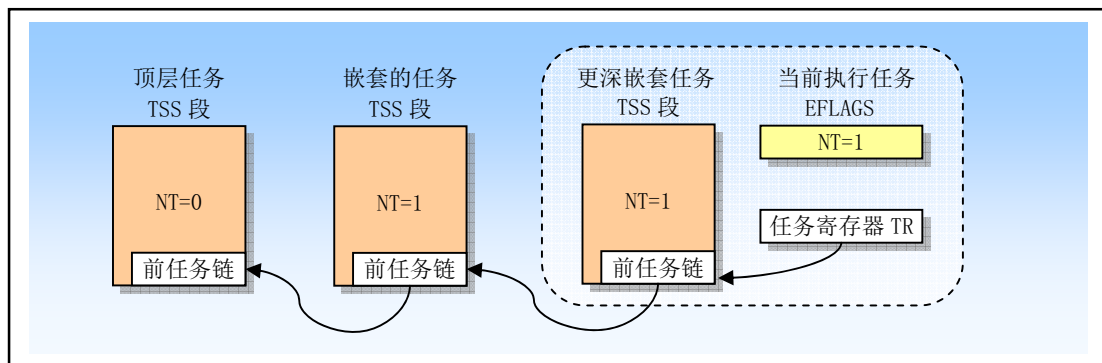 顶层任务
TSS 段
嵌套的任务
TSS 段
更深嵌套任务
TSS 段
当前执行任务
EFLAGS
NT=0
NT=1
NT=1
NT=1
任务寄存器 TR
前任务链
前任务链
前任务链